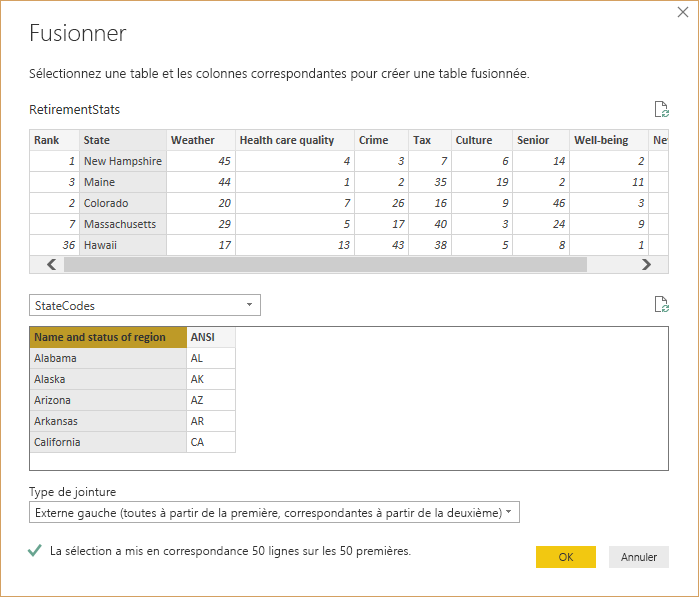 Fusionner
Sélectionnez une table et les colonnes correspondantes pour créer une table fusionnée.
RetirementStats
Rank State Weather Health care quality Crime Tax Culture Senior Well-being Ne
1 New Hampshire 45 4 3 7 6 14 2
3 Maine 44 1 2 35 19 2 11
2 Colorado 20 7 26 16 9 46 3
7 Massachusetts 29 5 17 40 3 24 9
36 Hawaii 17 13 43 38 5 8 1
StateCodes
Name and status of region ANSI
Alabama AL
Alaska AK
Arizona AZ
Arkansas AR
California CA
Type de jointure
Externe gauche (toutes à partir de la première, correspondantes à partir de la deuxième)
La sélection a mis en correspondance 50 lignes sur les 50 premières.
OK Annuler